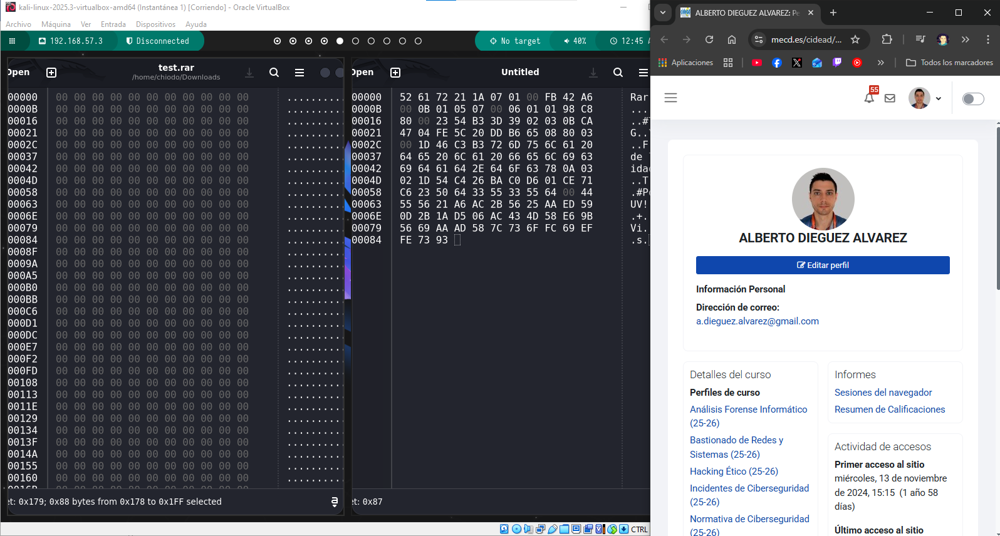 kali-linux-2025.3-virtualbox-amd64 (Instantánea 1) [Corriendo] - Oracle VirtualBox
Archivo Máquina Ver Entrada Dispositivos Ayuda
192.168.57.3 Disconnected No target 40% 12:45 A
Open test.rar
/home/chiodo/Downloads
00000 00 00 00 00 00 00 00 00 00 00 00 ...........
0000B 00 00 00 00 00 00 00 00 00 00 00 ...........
00016 00 00 00 00 00 00 00 00 00 00 00 ...........
00021 00 00 00 00 00 00 00 00 00 00 00 ...........
0002C 00 00 00 00 00 00 00 00 00 00 00 ...........
00037 00 00 00 00 00 00 00 00 00 00 00 ...........
00042 00 00 00 00 00 00 00 00 00 00 00 ...........
0004D 00 00 00 00 00 00 00 00 00 00 00 ...........
00058 00 00 00 00 00 00 00 00 00 00 00 ...........
00063 00 00 00 00 00 00 00 00 00 00 00 ...........
0006E 00 00 00 00 00 00 00 00 00 00 00 ...........
00079 00 00 00 00 00 00 00 00 00 00 00 ...........
00084 00 00 00 00 00 00 00 00 00 00 00 ...........
0008F 00 00 00 00 00 00 00 00 00 00 00 ...........
0009A 00 00 00 00 00 00 00 00 00 00 00 ...........
000A5 00 00 00 00 00 00 00 00 00 00 00 ...........
000B0 00 00 00 00 00 00 00 00 00 00 00 ...........
000BB 00 00 00 00 00 00 00 00 00 00 00 ...........
000C6 00 00 00 00 00 00 00 00 00 00 00 ...........
000D1 00 00 00 00 00 00 00 00 00 00 00 ...........
000DC 00 00 00 00 00 00 00 00 00 00 00 ...........
000E7 00 00 00 00 00 00 00 00 00 00 00 ...........
000F2 00 00 00 00 00 00 00 00 00 00 00 ...........
000FD 00 00 00 00 00 00 00 00 00 00 00 ...........
00108 00 00 00 00 00 00 00 00 00 00 00 ...........
00113 00 00 00 00 00 00 00 00 00 00 00 ...........
0011E 00 00 00 00 00 00 00 00 00 00 00 ...........
00129 00 00 00 00 00 00 00 00 00 00 00 ...........
00134 00 00 00 00 00 00 00 00 00 00 00 ...........
0013F 00 00 00 00 00 00 00 00 00 00 00 ...........
0014A 00 00 00 00 00 00 00 00 00 00 00 ...........
00155 00 00 00 00 00 00 00 00 00 00 00 ...........
00160 00 00 00 00 00 00 00 00 00 00 00 ...........
et: 0x179; 0x88 bytes from 0x178 to 0x1FF selected
Open Untitled
00000 52 61 72 21 1A 07 01 00 FB 42 A6 Rar
0000B 00 0B 01 05 07 00 06 01 01 98 C8 ....
00016 80 00 23 54 B3 3D 39 02 03 0B CA ..#T
00021 47 04 FE 5C 20 DD B6 65 08 80 03 G..\
0002C 00 1D 46 C3 B3 72 6D 75 6C 61 20 ..F
00037 64 65 20 6C 61 20 66 65 6C 69 63 de
00042 69 64 61 64 2E 64 6F 63 78 0A 03 idad
0004D 02 1D 54 C4 26 BA C0 D6 01 CE 71 ..T
00058 C6 23 50 64 33 55 33 55 64 00 44 .#Pd
00063 55 56 21 A6 AC 2B 56 25 AA ED 59 UV!
0006E 0D 2B 1A D5 06 AC 43 4D 58 E6 9B .+.
00079 56 69 AA AD 58 7C 73 6F FC 69 EF Vi.
00084 FE 73 93 .s.
et: 0x87
CTRL
ALBERTO DIEGUEZ ALVAREZ: Pe
mecd.es/cidead/...
Aplicaciones Todos los marcadores
55
ALBERTO DIEGUEZ ALVAREZ
Editar perfil
Información Personal
Dirección de correo:
a.dieguez.alvarez@gmail.com
Detalles del curso
Perfiles de curso
Análisis Forense Informático
(25-26)
Bastionado de Redes y
Sistemas (25-26)
Hacking Ético (25-26)
Incidentes de Ciberseguridad
(25-26)
Normativa de Ciberseguridad
(25-26)
Informes
Sesiones del navegador
Resumen de Calificaciones
Actividad de accesos
Primer acceso al sitio
miércoles, 13 de noviembre
de 2024, 15:15 (1 año 58
días)
Último acceso al sitio